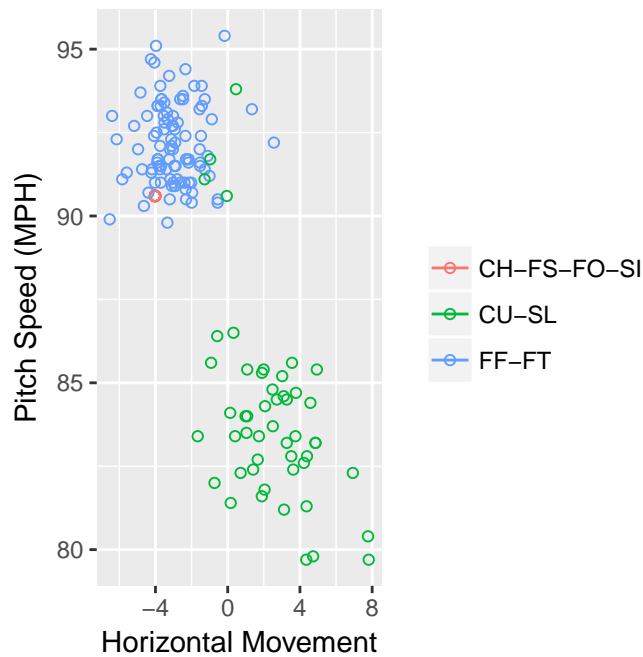 95
90
85
80
Pitch Speed (MPH)
−4 0 4 8
Horizontal Movement
CH−FS−FO−SI
CU−SL
FF−FT